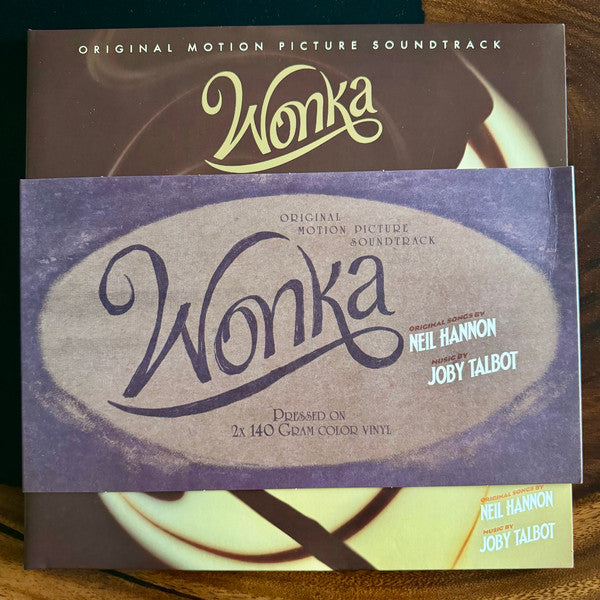 ORIGINAL MOTION PICTURE SOUNDTRACK
Wonka
ORIGINAL
MOTION PICTURE
SOUNDTRACK
Wonka
ORIGINAL SONGS BY
NEIL HANNON
MUSIC BY
JOBY TALBOT
PRESSED ON
2X 140 GRAM COLOR VINYL
ORIGINAL SONGS BY
NEIL HANNON
MUSIC BY
JOBY TALBOT